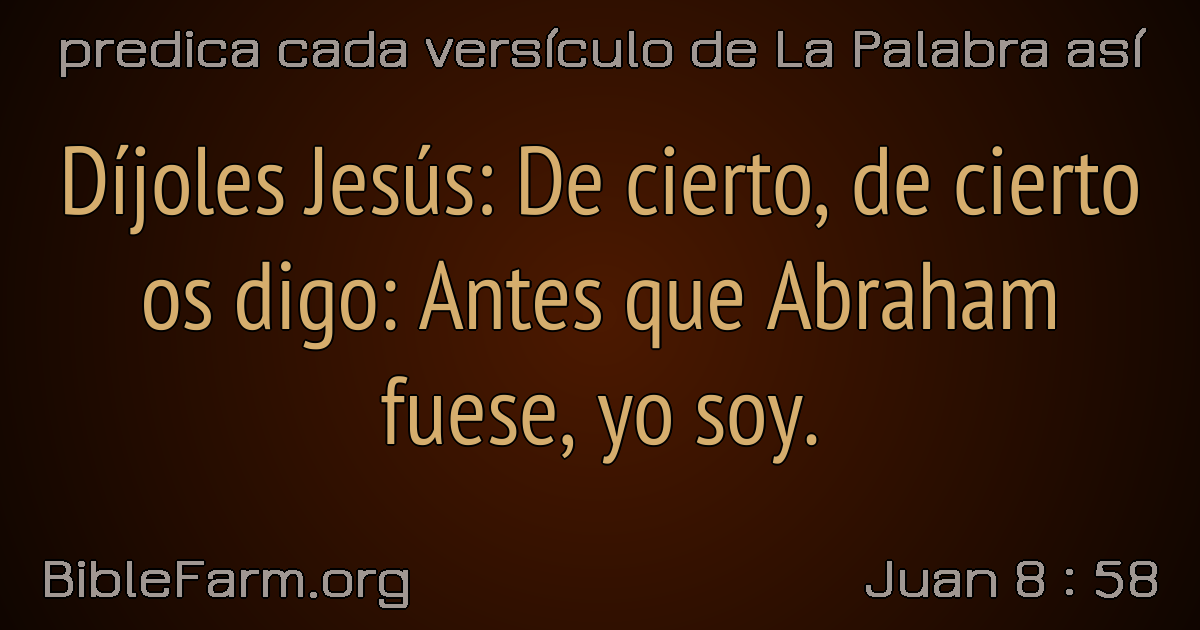 predica cada versículo de La Palabra así
Díjoles Jesús: De cierto, de cierto
os digo: Antes que Abraham
fuese, yo soy.
BibleFarm.org
Juan 8 : 58